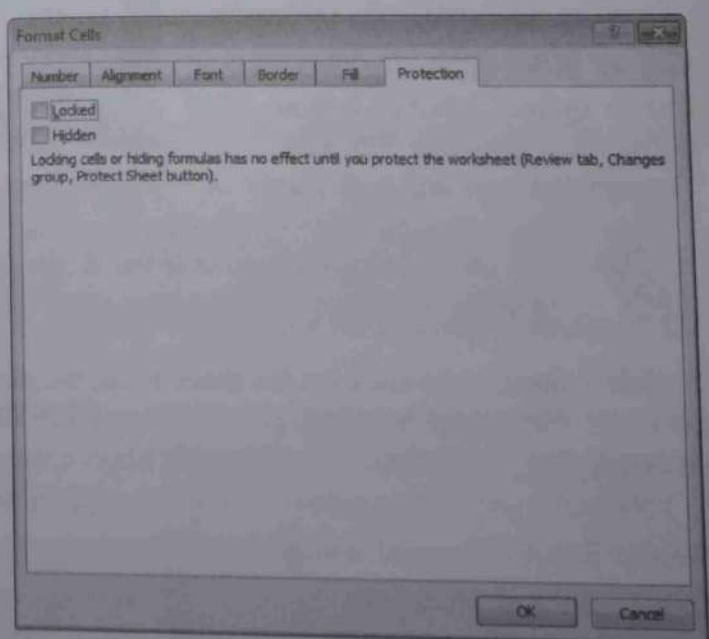 Format Cells
Number Alignment Font Border Fill Protection
Locked
Hidden
Locking cells or hiding formulas has no effect until you protect the worksheet (Review tab, Changes
group, Protect Sheet button).
OK Cancel